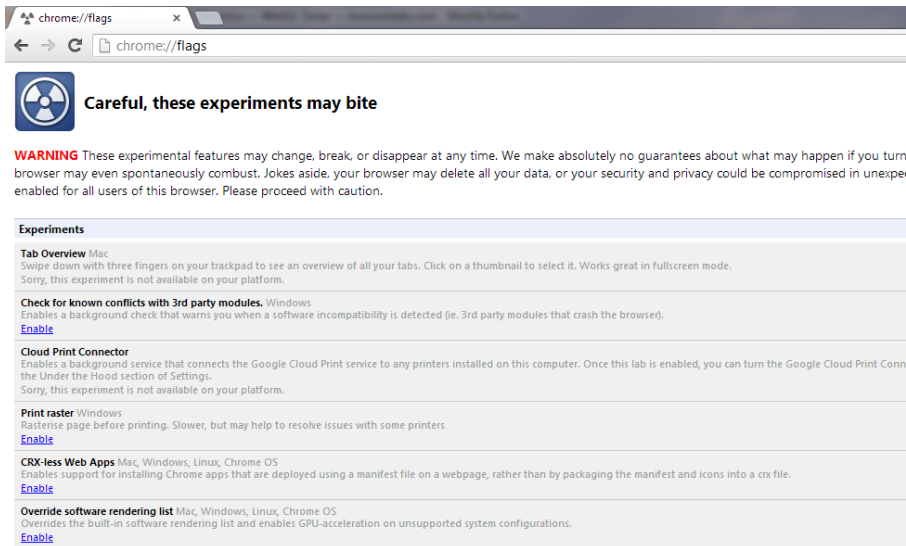 chrome://flags ×
chrome://flags
Careful, these experiments may bite
WARNING These experimental features may change, break, or disappear at any time. We make absolutely no guarantees about what may happen if you turn
browser may even spontaneously combust. Jokes aside, your browser may delete all your data, or your security and privacy could be compromised in
enabled for all users of this browser. Please proceed with caution.
Experiments
Tab Overview Mac
Swipe down with three fingers on your trackpad to see an overview of all your tabs. Click on a thumbnail to select it. Works great in fullscreen mode.
Sorry, this experiment is not available on your platform.
Check for known conflicts with 3rd party modules. Windows
Enables a background check that warns you when a software incompatibility is detected (ie. 3rd party modules that crash the browser).
Enable
Cloud Print Connector
Enables a background service that connects the Google Cloud Print service to any printers installed on this computer. Once this lab is enabled, you can turn the Google Cloud Print
the Under the Hood section of Settings.
Sorry, this experiment is not available on your platform.
Print raster Windows
Rasterise page before printing. Slower, but may help to resolve issues with some printers
Enable
CRX-less Web Apps Mac, Windows, Linux, Chrome OS
Enables support for installing Chrome apps that are deployed using a manifest file on a webpage, rather than by packaging the manifest and icons into a crx file.
Enable
Override software rendering list Mac, Windows, Linux, Chrome OS
Overrides the built-in software rendering list and enables GPU-acceleration on unsupported system configurations.
Enable